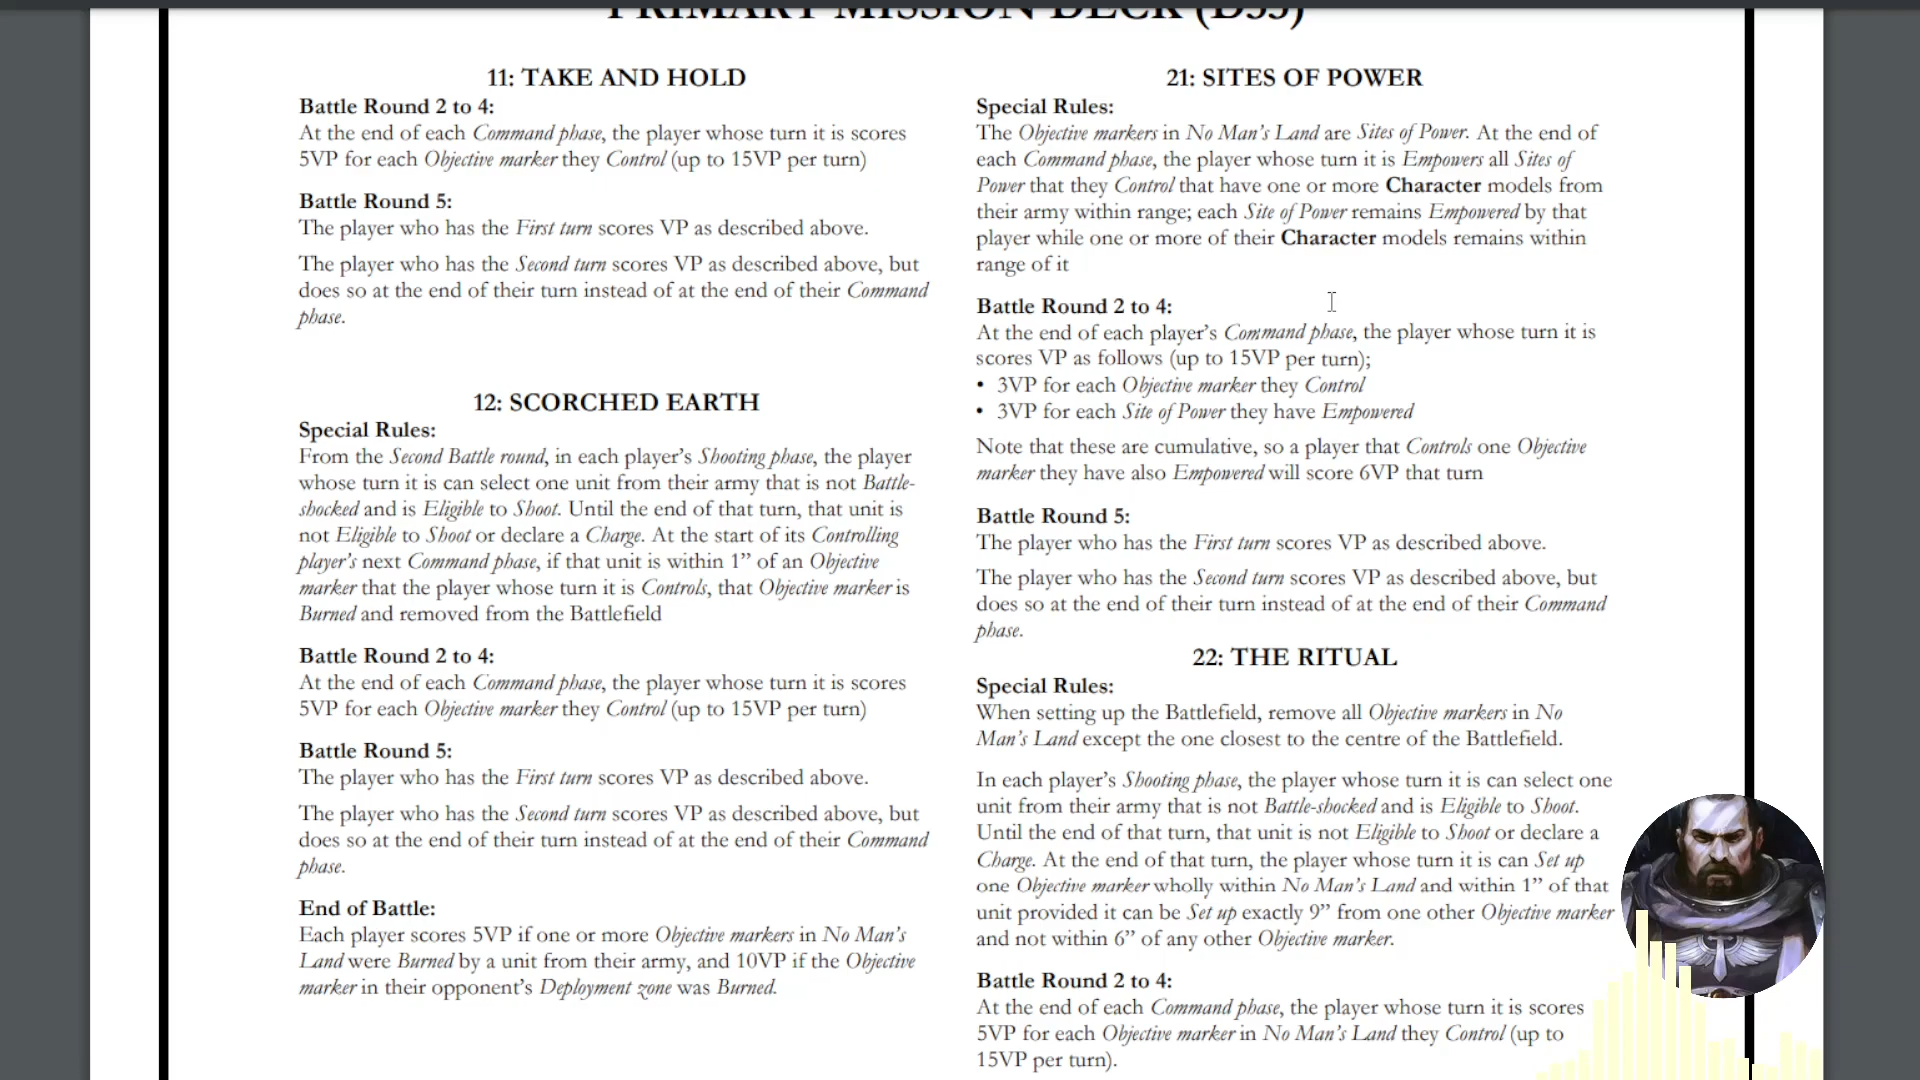 PRIMARY MISSION DECK (D33)
11: TAKE AND HOLD
Battle Round 2 to 4:
At the end of each Command phase, the player whose turn it is scores
5VP for each Objective marker they Control (up to 15VP per turn)
Battle Round 5:
The player who has the First turn scores VP as described above.
The player who has the Second turn scores VP as described above, but
does so at the end of their turn instead of at the end of their Command
phase.
12: SCORCHED EARTH
Special Rules:
From the Second Battle round, in each player's Shooting phase, the player
whose turn it is can select one unit from their army that is not Battle-
shocked and is Eligible to Shoot. Until the end of that turn, that unit is
not Eligible to Shoot or declare a Charge. At the start of its Controlling
player's next Command phase, if that unit is within 1” of an Objective
marker that the player whose turn it is Controls, that Objective marker is
Burned and removed from the Battlefield
Battle Round 2 to 4:
At the end of each Command phase, the player whose turn it is scores
5VP for each Objective marker they Control (up to 15VP per turn)
Battle Round 5:
The player who has the First turn scores VP as described above.
The player who has the Second turn scores VP as described above, but
does so at the end of their turn instead of at the end of their Command
phase.
End of Battle:
Each player scores 5VP if one or more Objective markers in No Man's
Land were Burned by a unit from their army, and 10VP if the Objective
marker in their opponent's Deployment zone was Burned.
21: SITES OF POWER
Special Rules:
The Objective markers in No Man's Land are Sites of Power. At the end of
each Command phase, the player whose turn it is Empowers all Sites of
Power that they Control that have one or more Character models from
their army within range; each Site of Power remains Empowered by that
player while one or more of their Character models remains within
range of it
Battle Round 2 to 4:
At the end of each player's Command phase, the player whose turn it is
scores VP as follows (up to 15VP per turn);
• 3VP for each Objective marker they Control
• 3VP for each Site of Power they have Empowered
Note that these are cumulative, so a player that Controls one Objective
marker they have also Empowered will score 6VP that turn
Battle Round 5:
The player who has the First turn scores VP as described above.
The player who has the Second turn scores VP as described above, but
does so at the end of their turn instead of at the end of their Command
phase.
22: THE RITUAL
Special Rules:
When setting up the Battlefield, remove all Objective markers in No
Man's Land except the one closest to the centre of the Battlefield.
In each player's Shooting phase, the player whose turn it is can select one
unit from their army that is not Battle-shocked and is Eligible to Shoot.
Until the end of that turn, that unit is not Eligible to Shoot or declare a
Charge. At the end of that turn, the player whose turn it is can Set up
one Objective marker wholly within No Man's Land and within 1” of that
unit provided it can be Set up exactly 9” from one other Objective marker
and not within 6” of any other Objective marker.
Battle Round 2 to 4:
At the end of each Command phase, the player whose turn it is scores
5VP for each Objective marker in No Man's Land they Control (up to
15VP per turn).